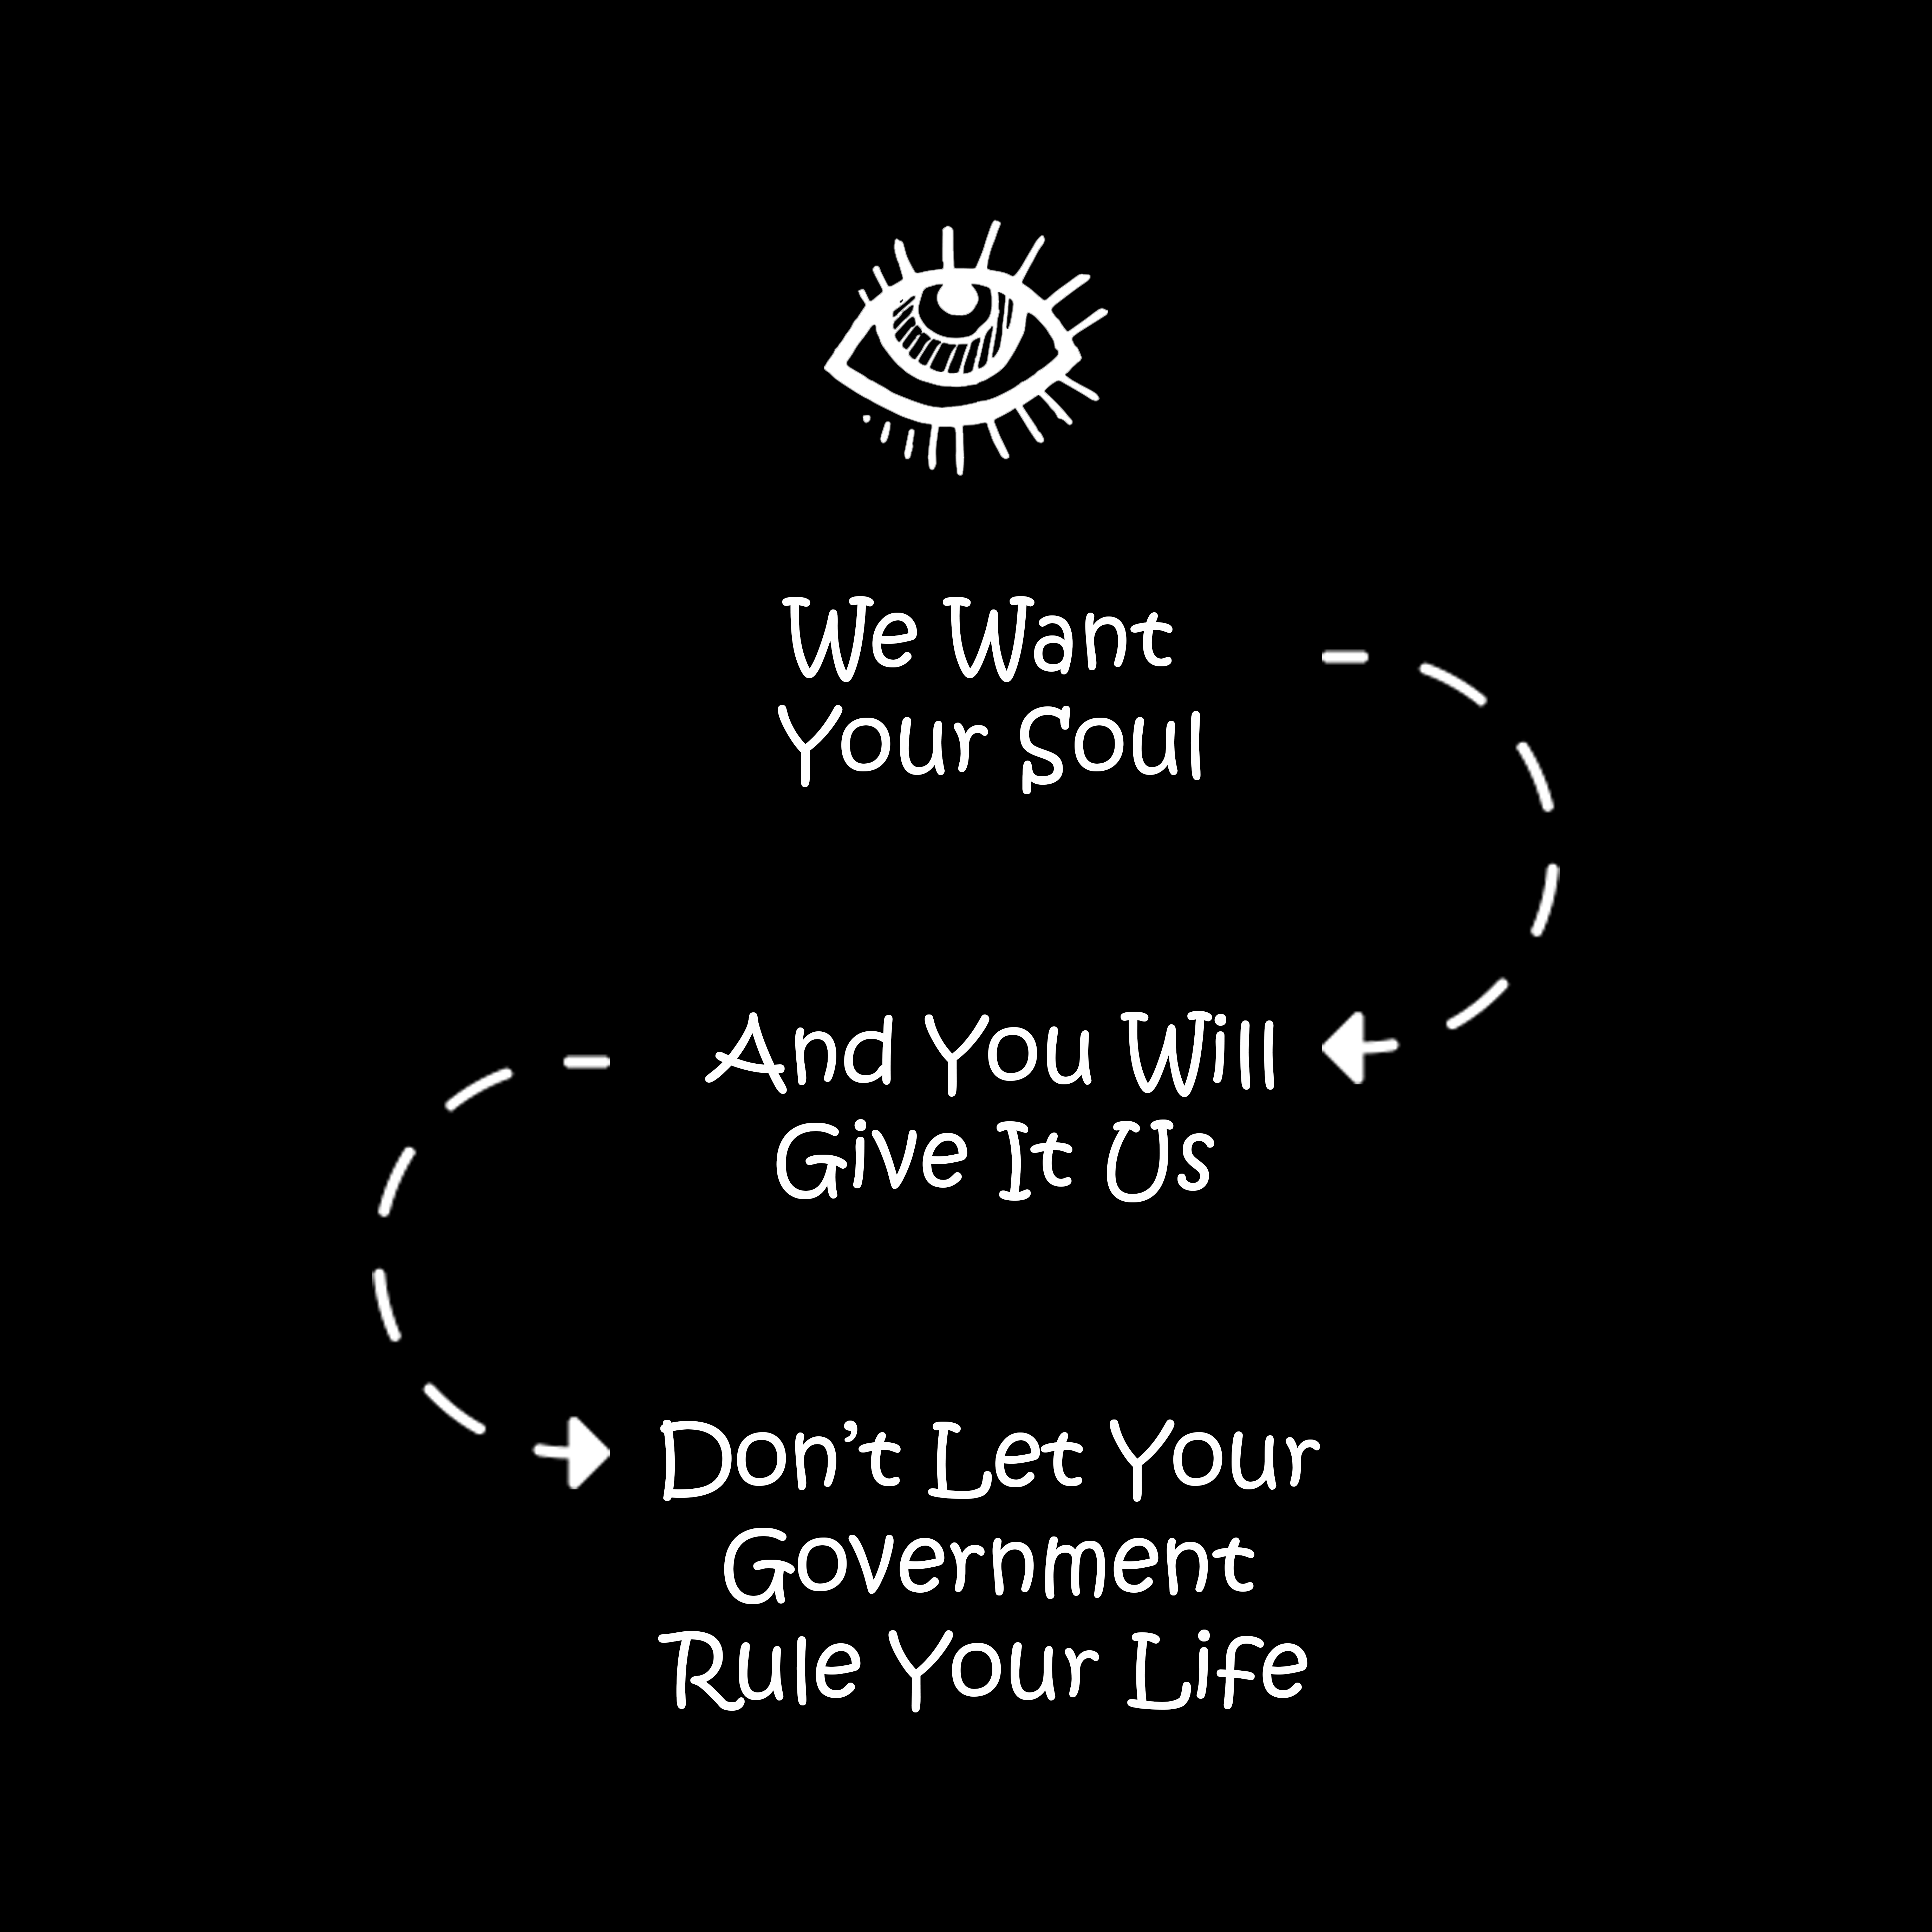 We Want
Your Soul
And You Will
Give It Us
Don't Let Your
Government
Rule Your Life